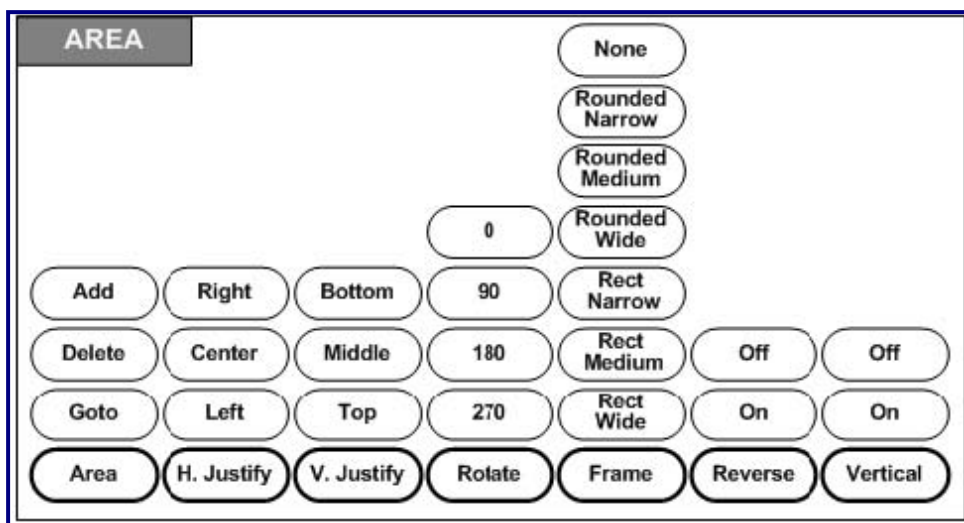 AREA
None
Rounded
Narrow
Rounded
Medium
0
Rounded
Wide
Add
Right
Bottom
90
Rect
Narrow
Delete
Center
Middle
180
Rect
Medium
Off
Off
Goto
Left
Top
270
Rect
Wide
On
On
Area
H. Justify
V. Justify
Rotate
Frame
Reverse
Vertical